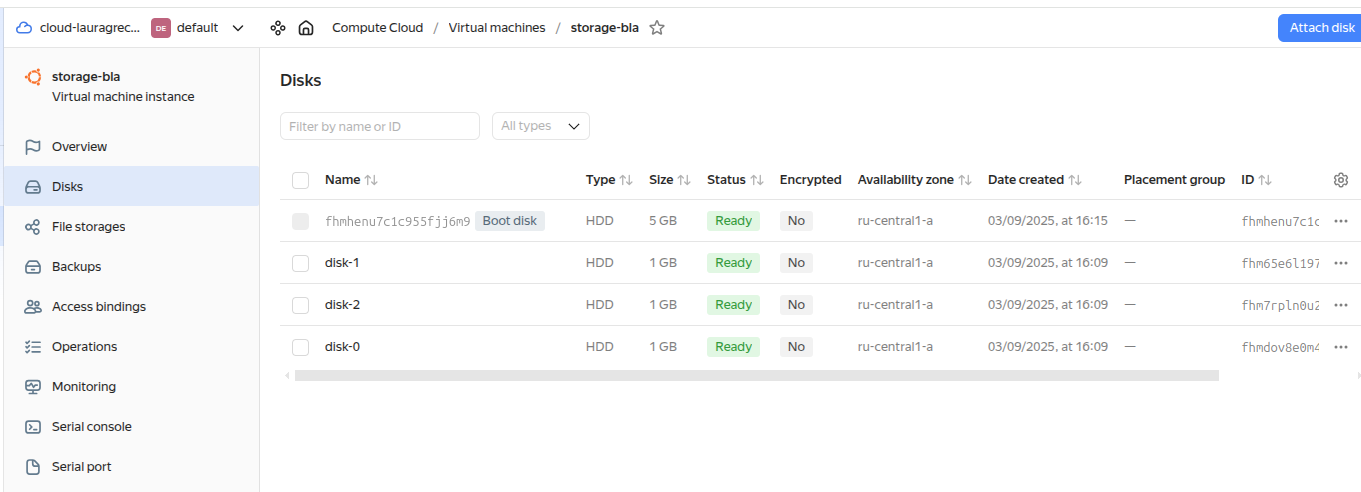 cloud-lauragrec... DE default Compute Cloud / Virtual machines / storage-bla Attach disk
storage-bla
Virtual machine instance
Overview
Disks
File storages
Backups
Access bindings
Operations
Monitoring
Serial console
Serial port
Disks
Filter by name or ID All types
Name Type Size Status Encrypted Availability zone Date created Placement group ID
fhmhenu7c1c955fjj6m9 Boot disk HDD 5 GB Ready No ru-central1-a 03/09/2025, at 16:15 — fhmhenu7c1c
disk-1 HDD 1 GB Ready No ru-central1-a 03/09/2025, at 16:09 — fhm65e6l197
disk-2 HDD 1 GB Ready No ru-central1-a 03/09/2025, at 16:09 — fhm7rpln0u2
disk-0 HDD 1 GB Ready No ru-central1-a 03/09/2025, at 16:09 — fhmdov8e0m4